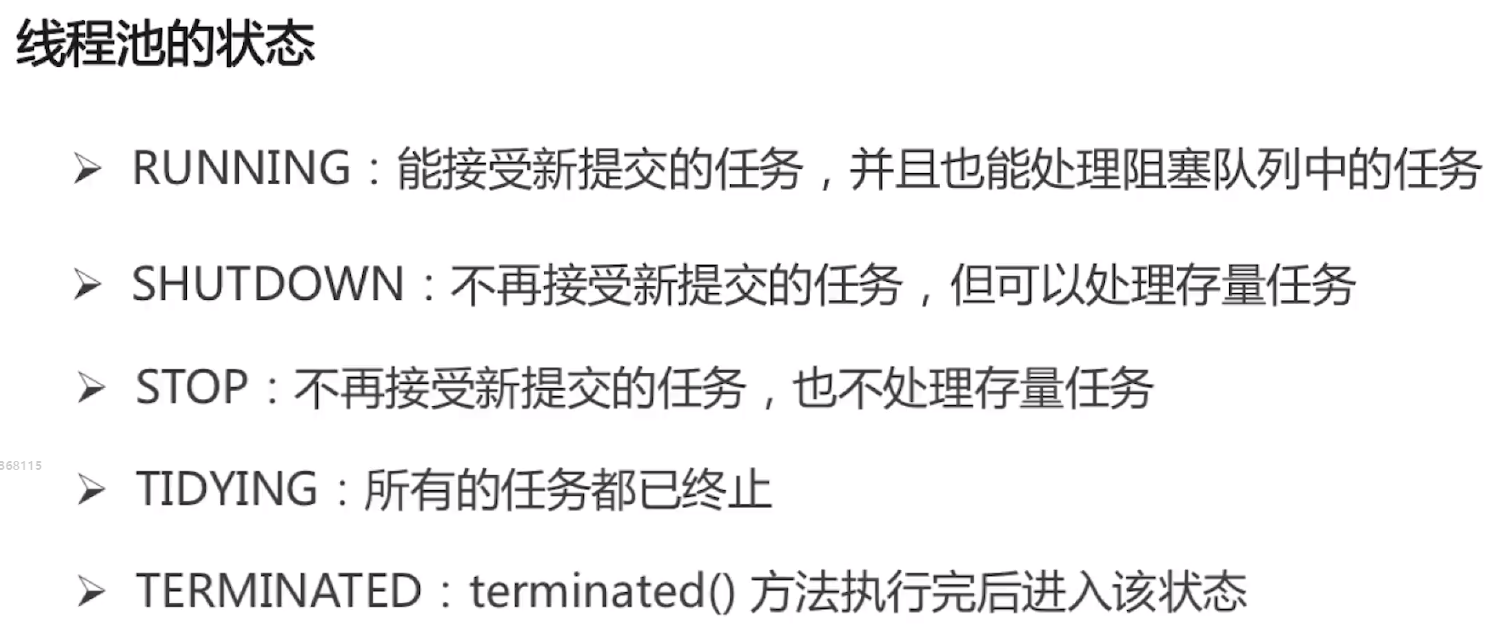 线程池的状态
➢ RUNNING：能接受新提交的任务，并且也能处理阻塞队列中的任务
➢ SHUTDOWN：不再接受新提交的任务，但可以处理存量任务
➢ STOP：不再接受新提交的任务，也不处理存量任务
368115
➢ TIDYING：所有的任务都已终止
➢ TERMINATED：terminated() 方法执行完后进入该状态